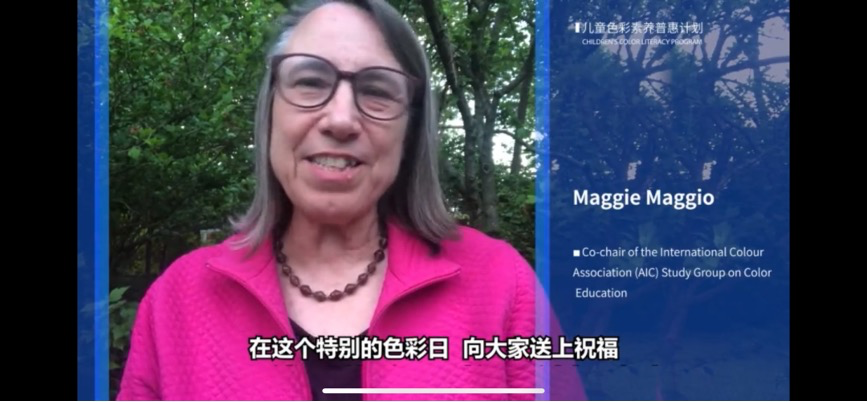 儿童色彩素养普惠计划
CHILDREN'S COLOR LITERACY PROGRAM
Maggie Maggio
Co-chair of the International Colour
Association (AIC) Study Group on Color
Education
在这个特别的色彩日 向大家送上祝福